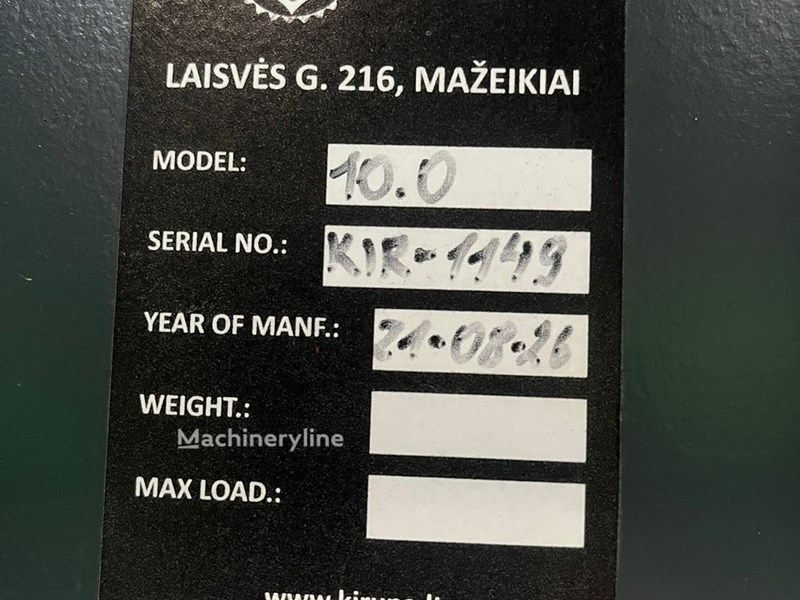 LAISVĖS G. 216, MAŽEIKIAI
MODEL: 10.0
SERIAL NO.: KIR-1149
YEAR OF MANF.: 21.08.26
WEIGHT.:
Machineryline
MAX LOAD.: